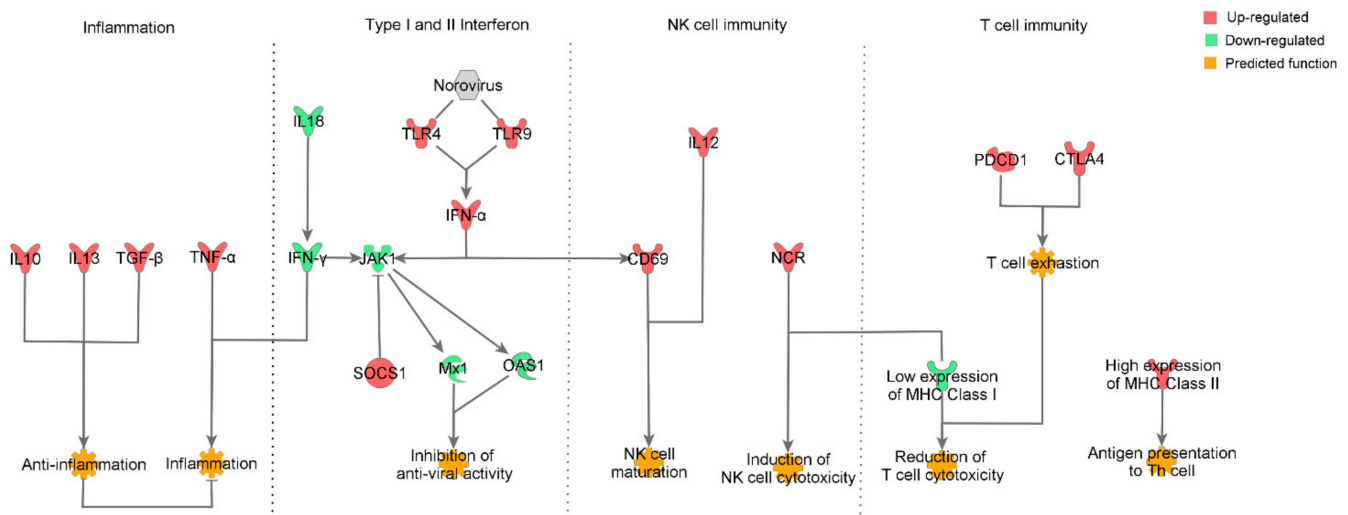 Inflammation
Type I and II Interferon
NK cell immunity
T cell immunity
Up-regulated
Down-regulated
Predicted function
Norovirus
IL18
TLR4
TLR9
IL12
PDCD1
CTLA4
IFN-α
IL10
IL13
TGF-β
TNF-α
IFN-γ
JAK1
CD69
NCR
T cell exhastion
SOCS1
Mx1
OAS1
Low expression
of MHC Class I
High expression
of MHC Class II
Anti-inflammation
Inflammation
Inhibition of
anti-viral activity
NK cell
maturation
Induction of
NK cell cytotoxicity
Reduction of
T cell cytotoxicity
Antigen presentation
to Th cell